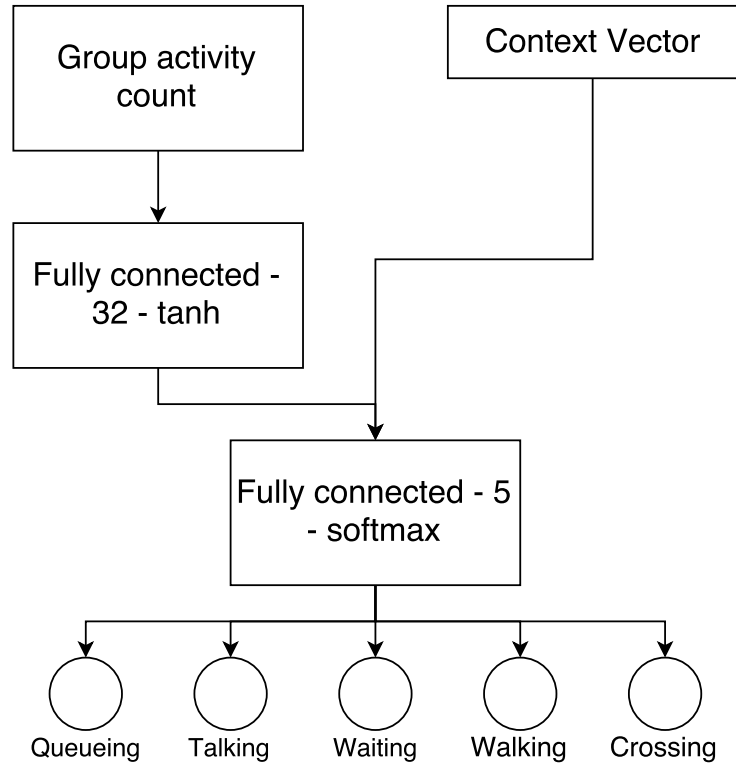 Group activity
count
Context Vector
Fully connected -
32 - tanh
Fully connected - 5
- softmax
Queueing
Talking
Waiting
Walking
Crossing